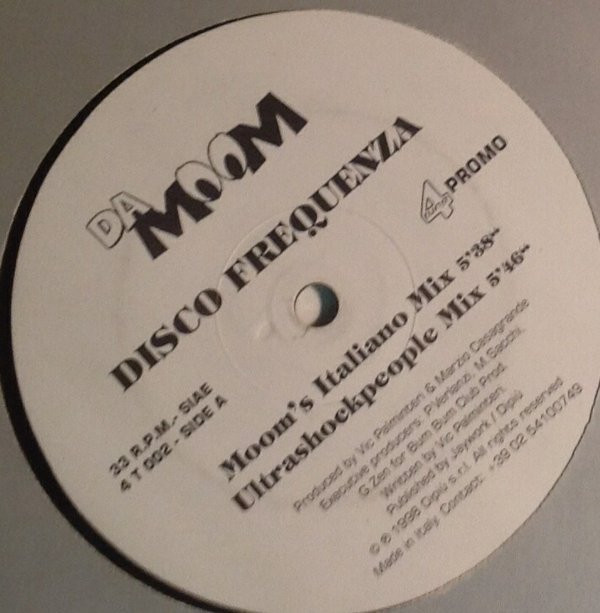 DA MOOM
DISCO FREQUENZA
4 PROMO
Moom's Italiano Mix 5'38"
Ultrashockpeople Mix 5'46"
33 R.P.M. - SIAE
4 T 002 - SIDE A
Produced by Vic Palminteri & Marzio Casagrande
Executive producers: P.Verlanzi, M.Sacchi,
G.Zen for Bum Bum Club Prod.
Written by Vic Palminteri
Published by Jaywork / Dipiù
© ℗ 1998 Dipiù s.r.l. All rights reserved
Made in Italy. Contact: +39 02 54100749